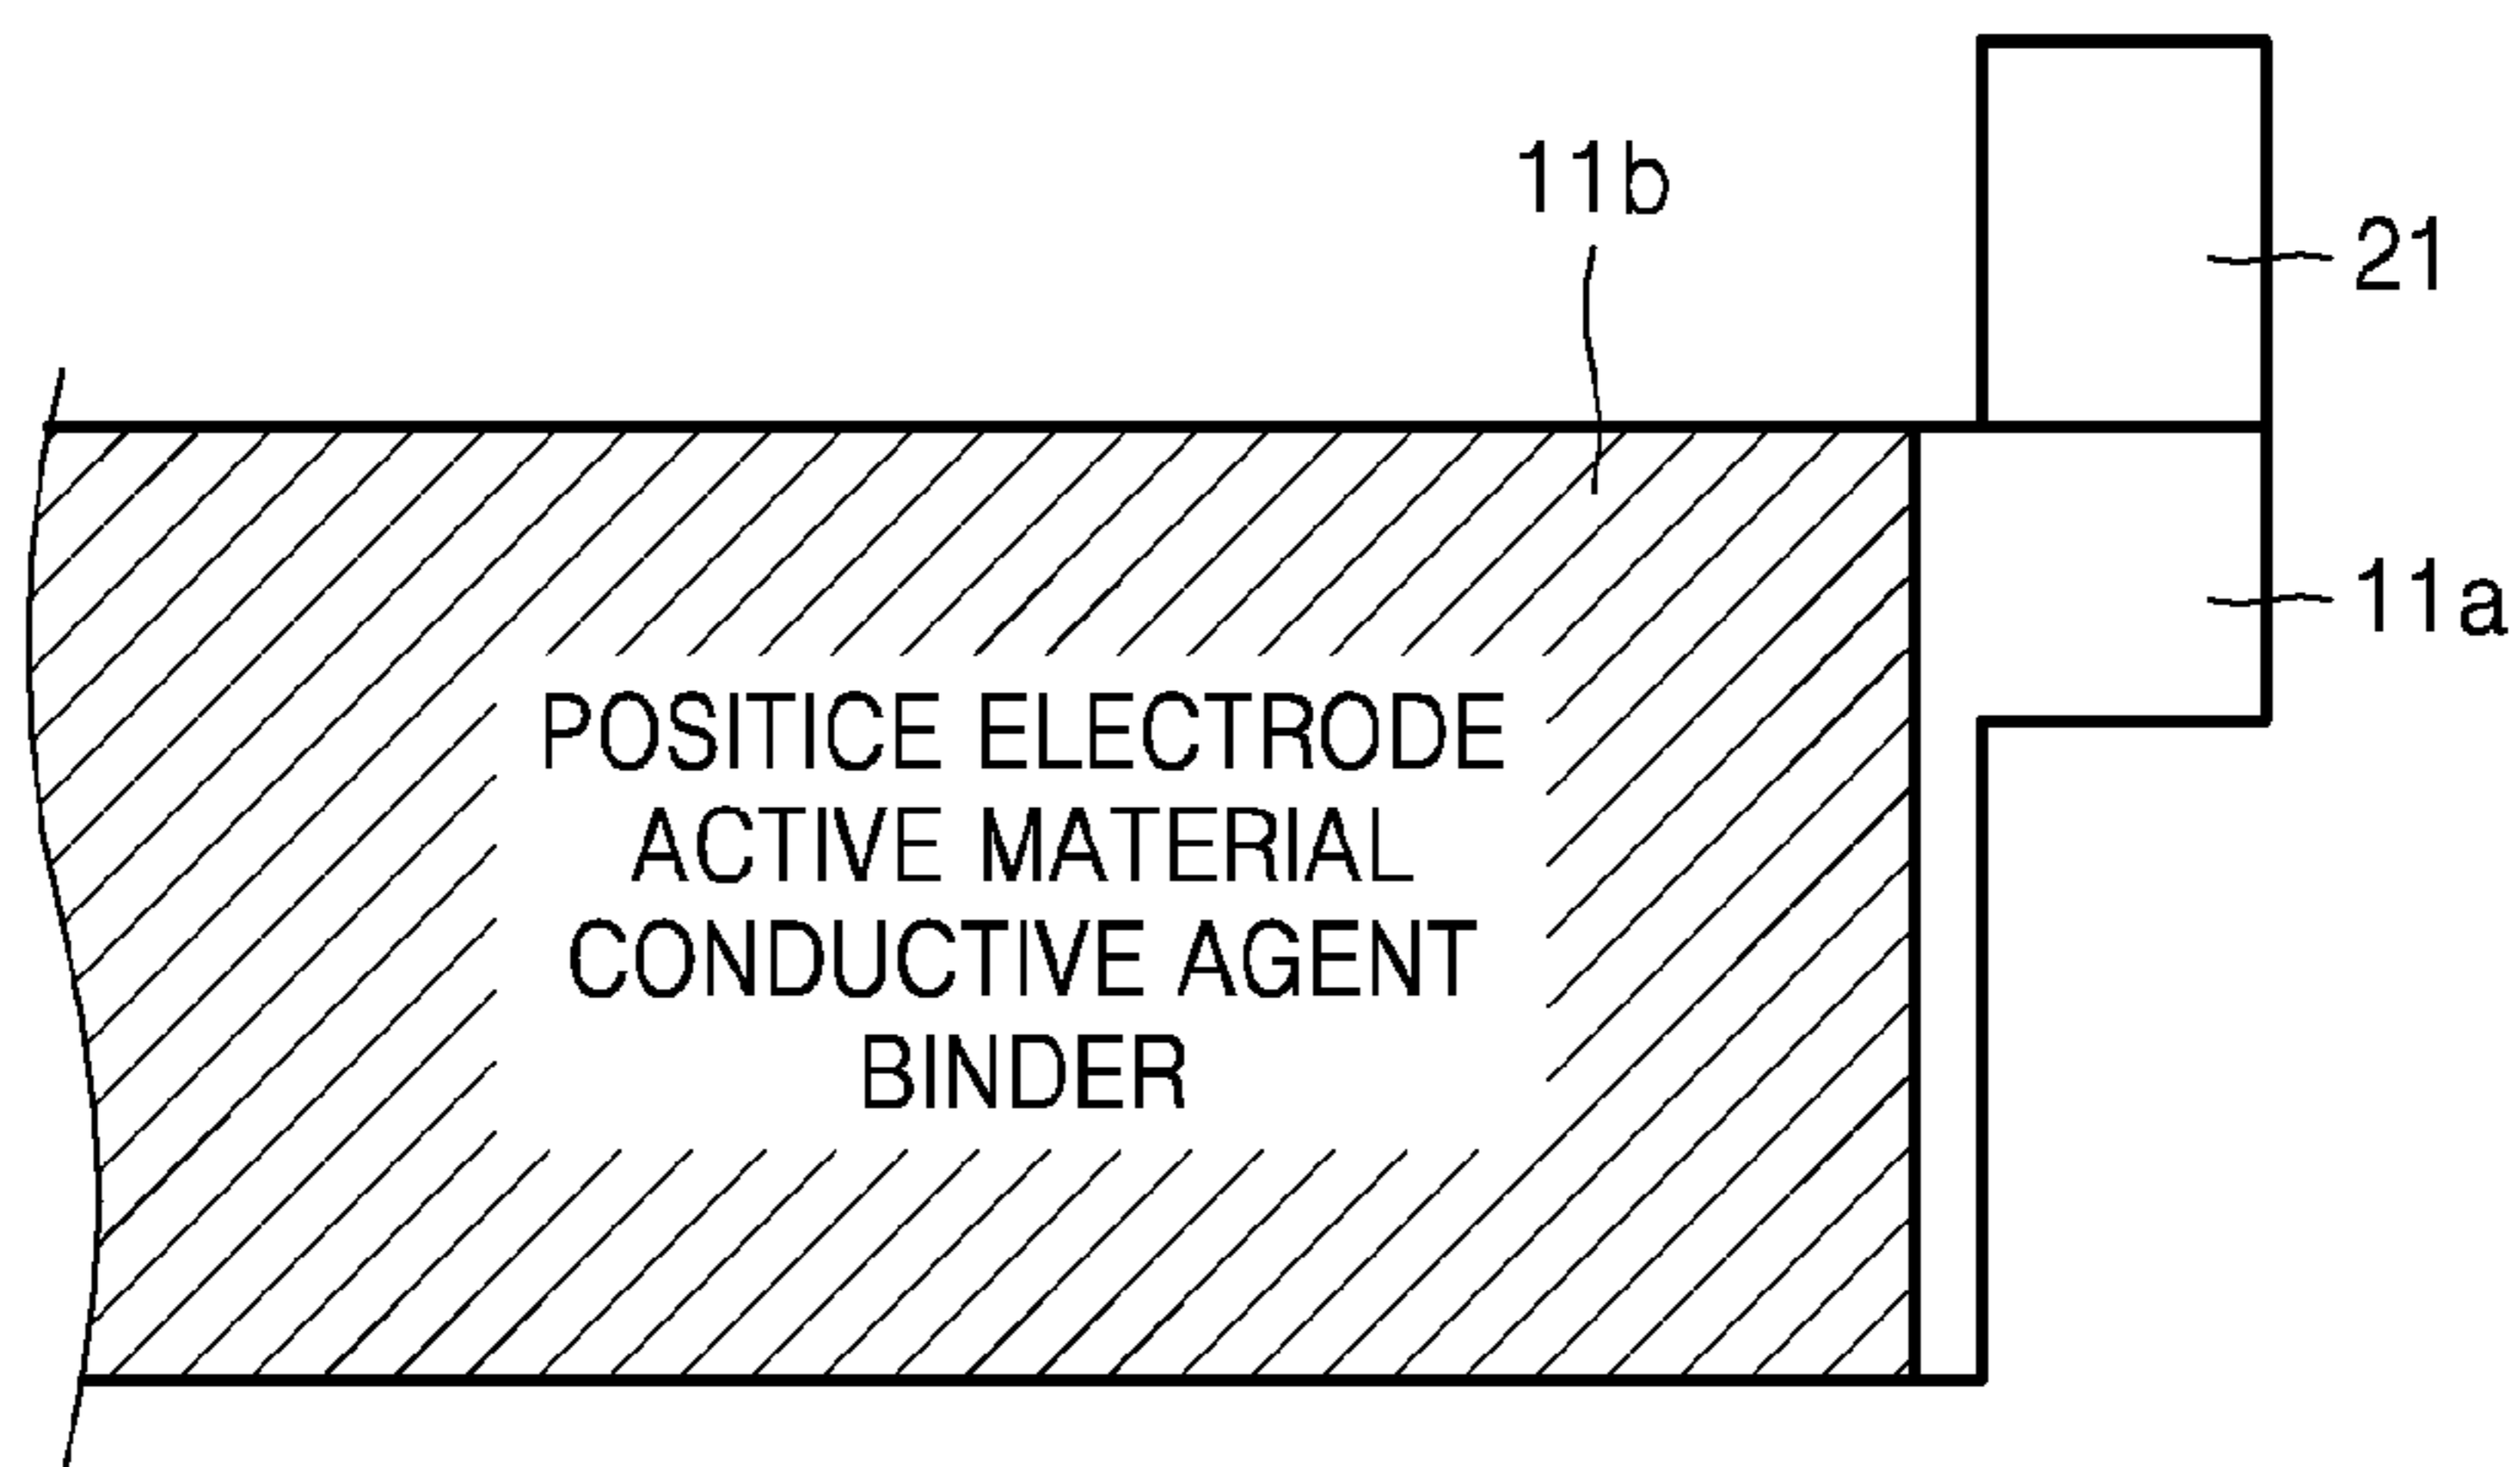 11b
21
11a
POSITICE ELECTRODE
ACTIVE MATERIAL
CONDUCTIVE AGENT
BINDER